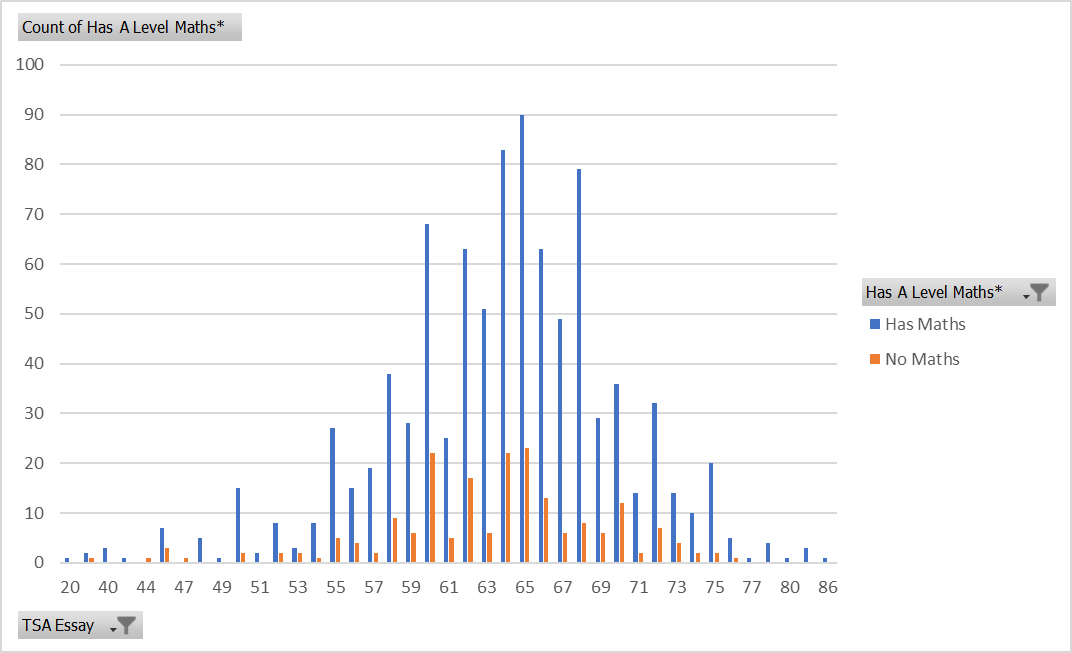 Count of Has A Level Maths*
100
90
80
70
60
50
40
30
20
10
0
20 40 44 47 49 51 53 55 57 59 61 63 65 67 69 71 73 75 77 80 86
Has A Level Maths*
Has Maths
No Maths
TSA Essay